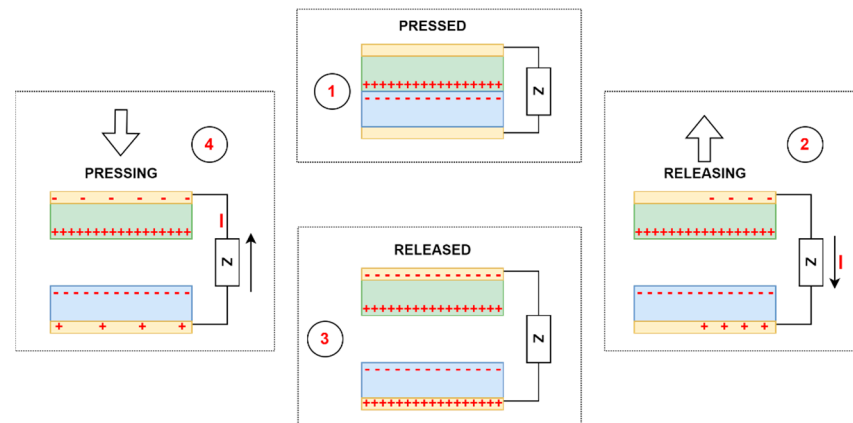 PRESSED
1
++++++++++++++++
- - - - - - - - - - - - - -
Z
4
PRESSING
- - - - - -
++++++++++++++++
I
Z
- - - - - - - - - - - - - - - -
+ + + +
2
RELEASING
- - - -
++++++++++++++++
Z
I
- - - - - - - - - - - - - - - -
+ + + +
RELEASED
3
- - - - - - - - - - - - - -
++++++++++++++++
Z
- - - - - - - - - - - - - -
++++++++++++++++